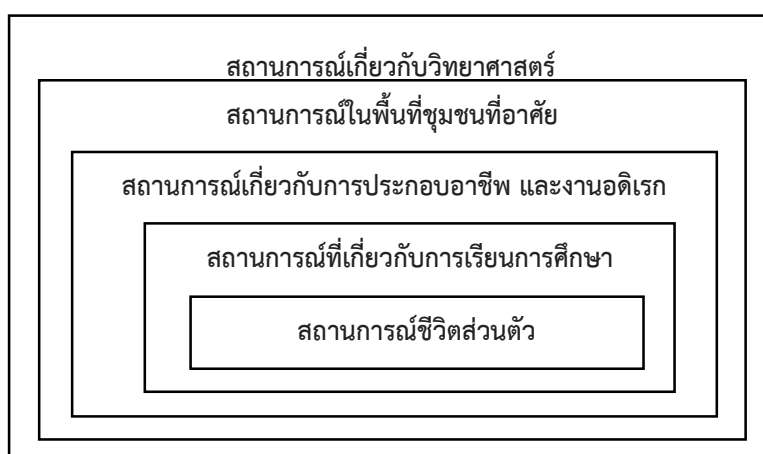 สถานการณ์เกี่ยวกับวิทยาศาสตร์
สถานการณ์ในพื้นที่ชุมชนที่อาศัย
สถานการณ์เกี่ยวกับการประกอบอาชีพ และงานอดิเรก
สถานการณ์ที่เกี่ยวกับการเรียนการศึกษา
สถานการณ์ชีวิตส่วนตัว